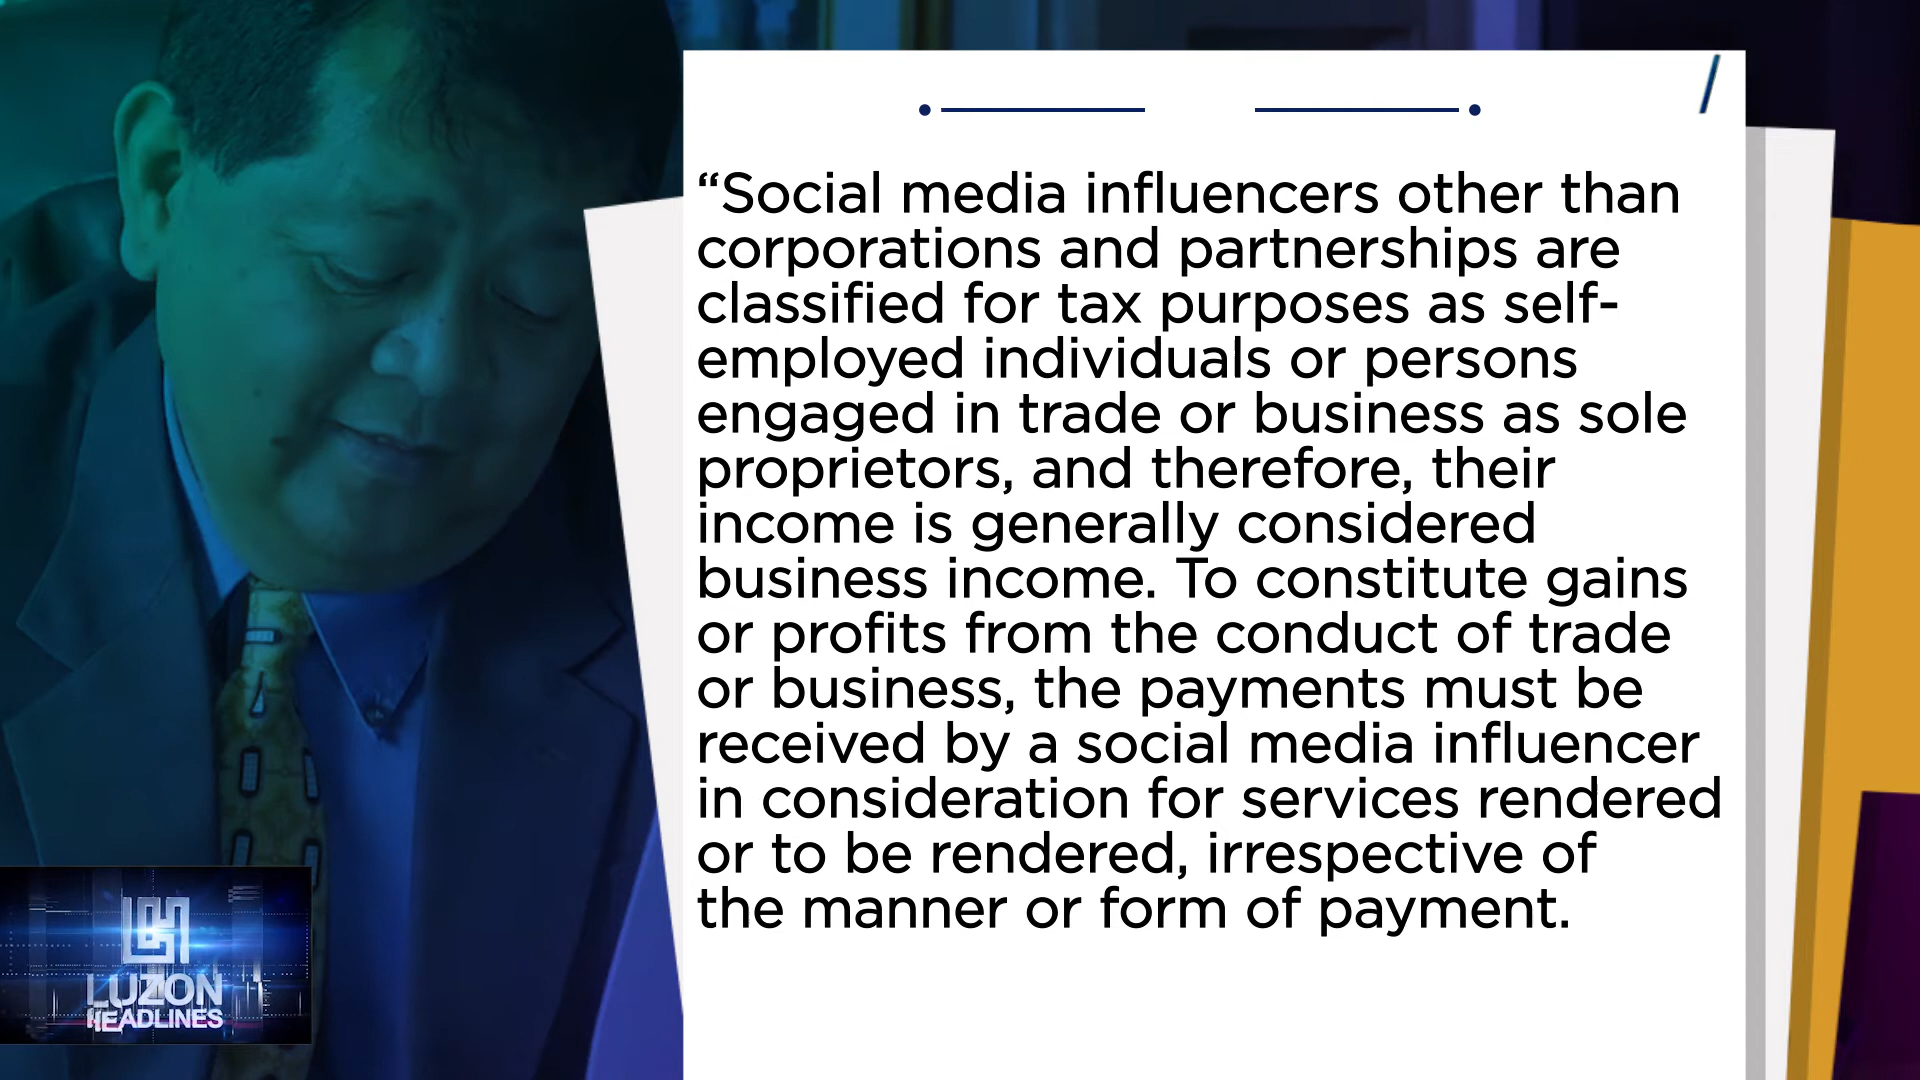 “Social media influencers other than
corporations and partnerships are
classified for tax purposes as self-
employed individuals or persons
engaged in trade or business as sole
proprietors, and therefore, their
income is generally considered
business income. To constitute gains
or profits from the conduct of trade
or business, the payments must be
received by a social media influencer
in consideration for services rendered
or to be rendered, irrespective of
the manner or form of payment.
LUZON
HEADLINES